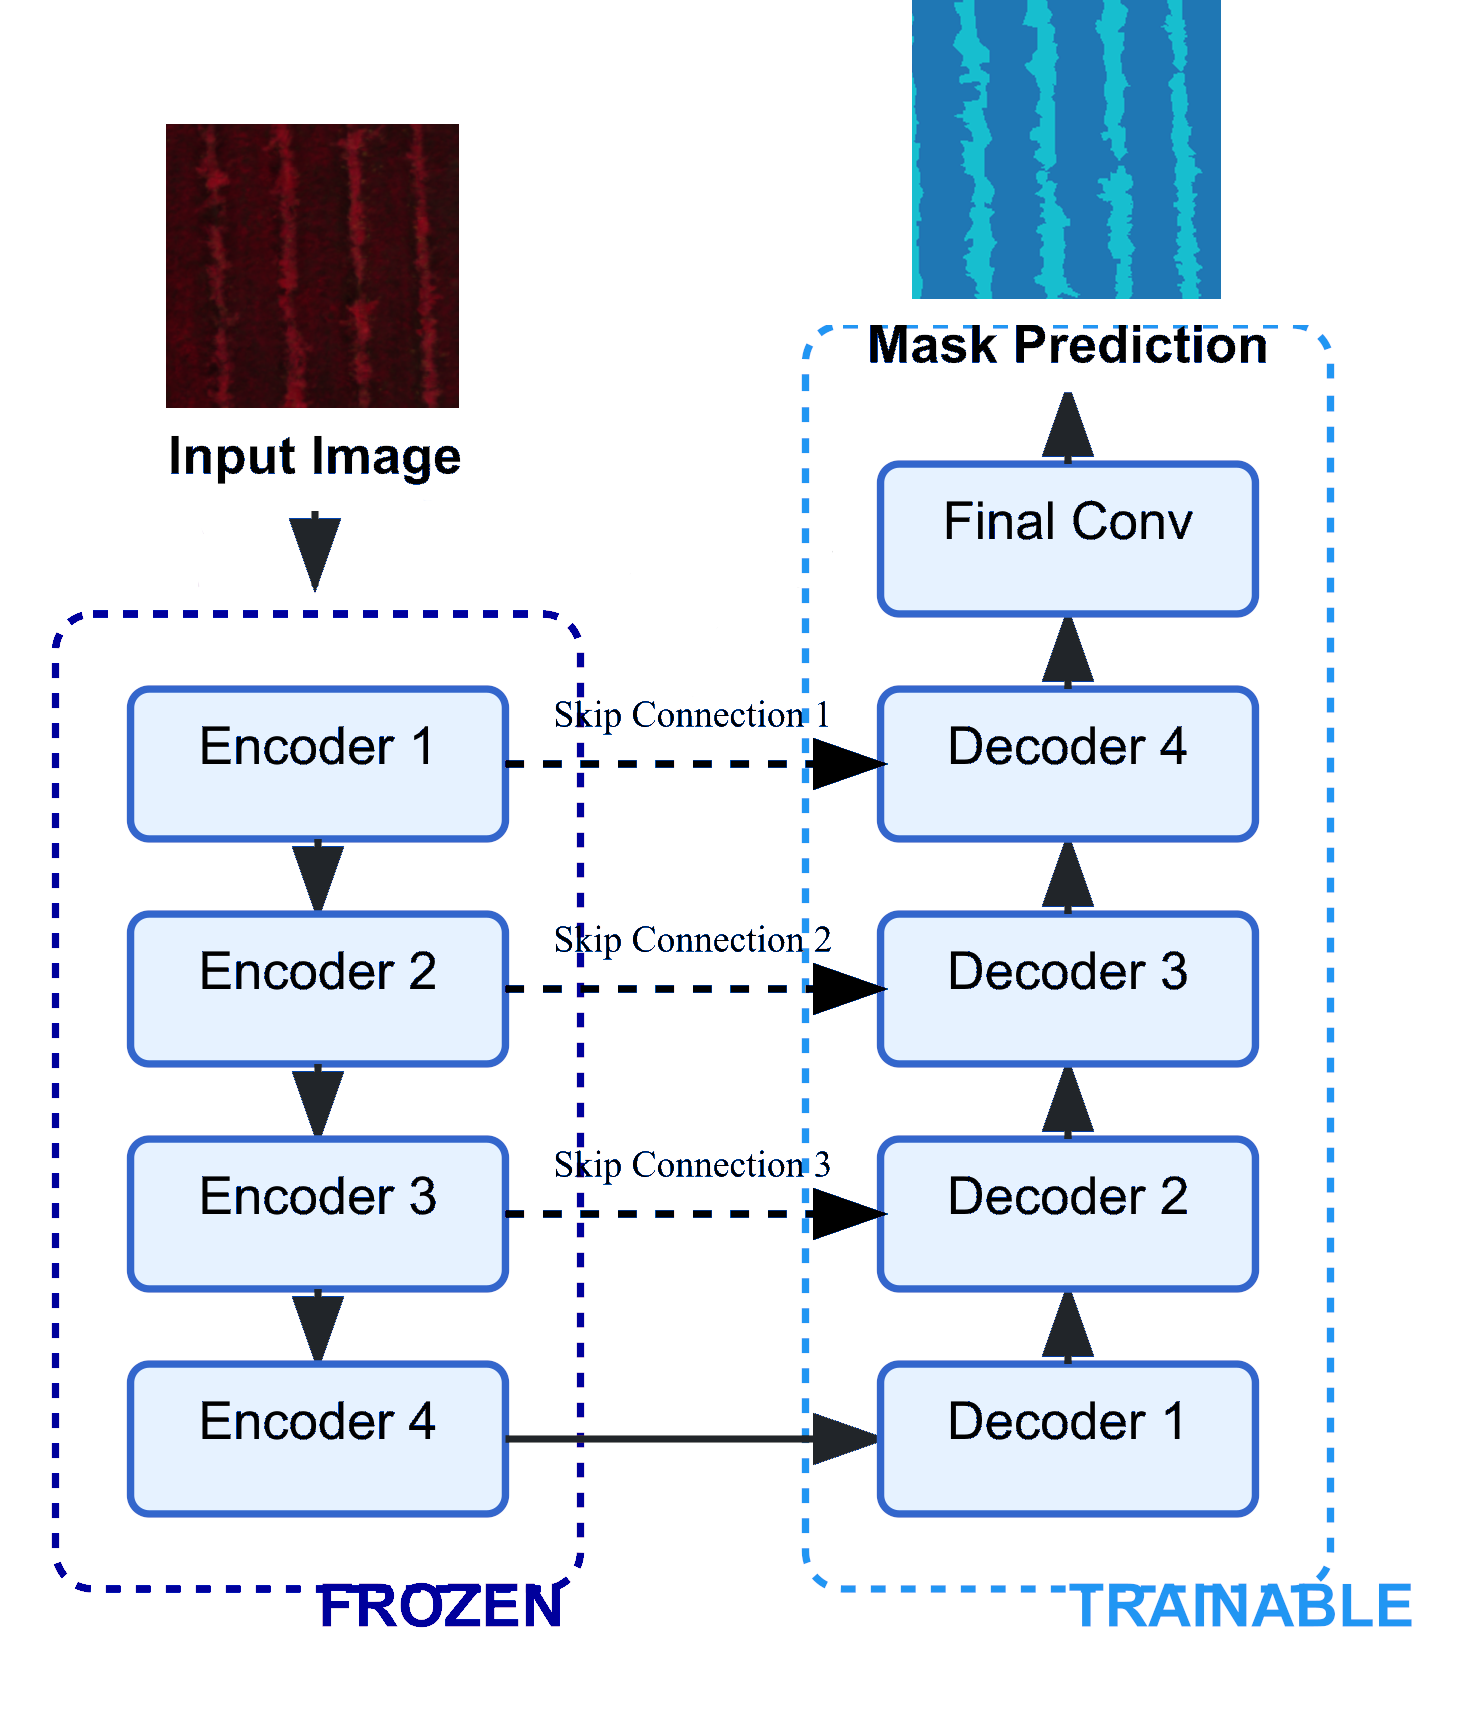 Mask Prediction
Input Image
Final Conv
Encoder 1
Skip Connection 1
Decoder 4
Encoder 2
Skip Connection 2
Decoder 3
Encoder 3
Skip Connection 3
Decoder 2
Encoder 4
Decoder 1
FROZEN
TRAINABLE